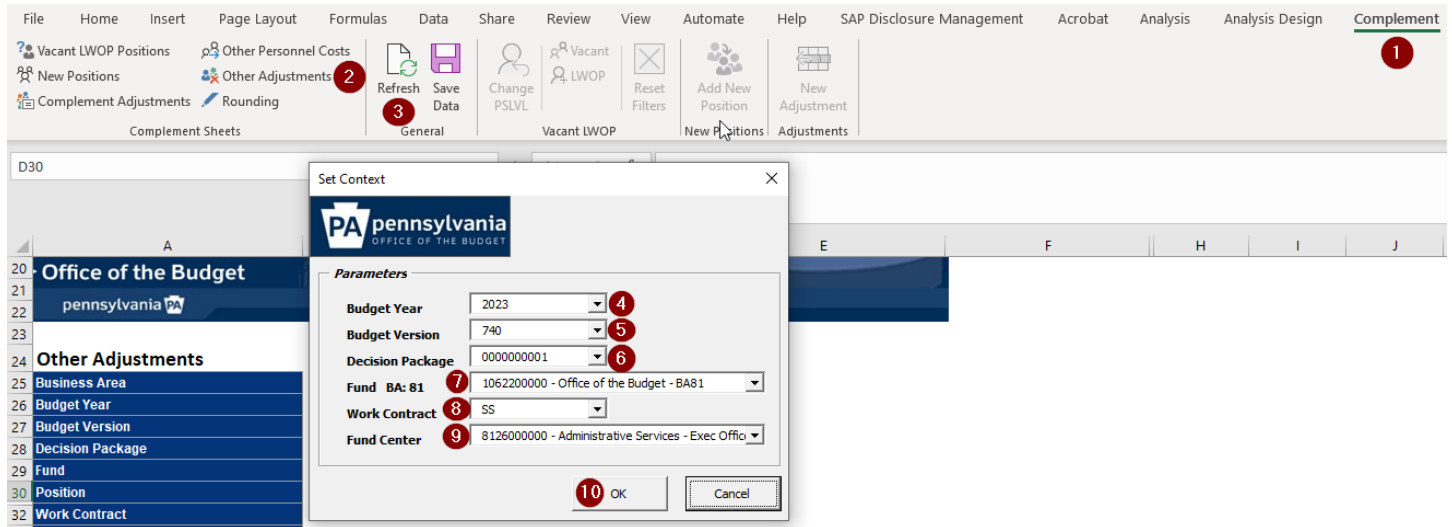 File Home Insert Page Layout Formulas Data Share Review View Automate Help SAP Disclosure Management Acrobat Analysis Analysis Design Complement
1
Vacant LWOP Positions Other Personnel Costs
New Positions Other Adjustments 2
Complement Adjustments Rounding
Complement Sheets
Refresh Save Data
3
General
Change PSLVL
Vacant
LWOP
Reset Filters
Vacant LWOP
Add New Position
New Positions
New Adjustment
Adjustments
D30
Set Context
PA pennsylvania
OFFICE OF THE BUDGET
Parameters
Budget Year 2023 4
Budget Version 740 5
Decision Package 0000000001 6
Fund BA: 81 7 1062200000 - Office of the Budget - BA81
Work Contract 8 SS
Fund Center 9 8126000000 - Administrative Services - Exec Offic
10 OK Cancel
A E F H I J
20 Office of the Budget
21
22 pennsylvania PA
23
24 Other Adjustments
25 Business Area
26 Budget Year
27 Budget Version
28 Decision Package
29 Fund
30 Position
32 Work Contract